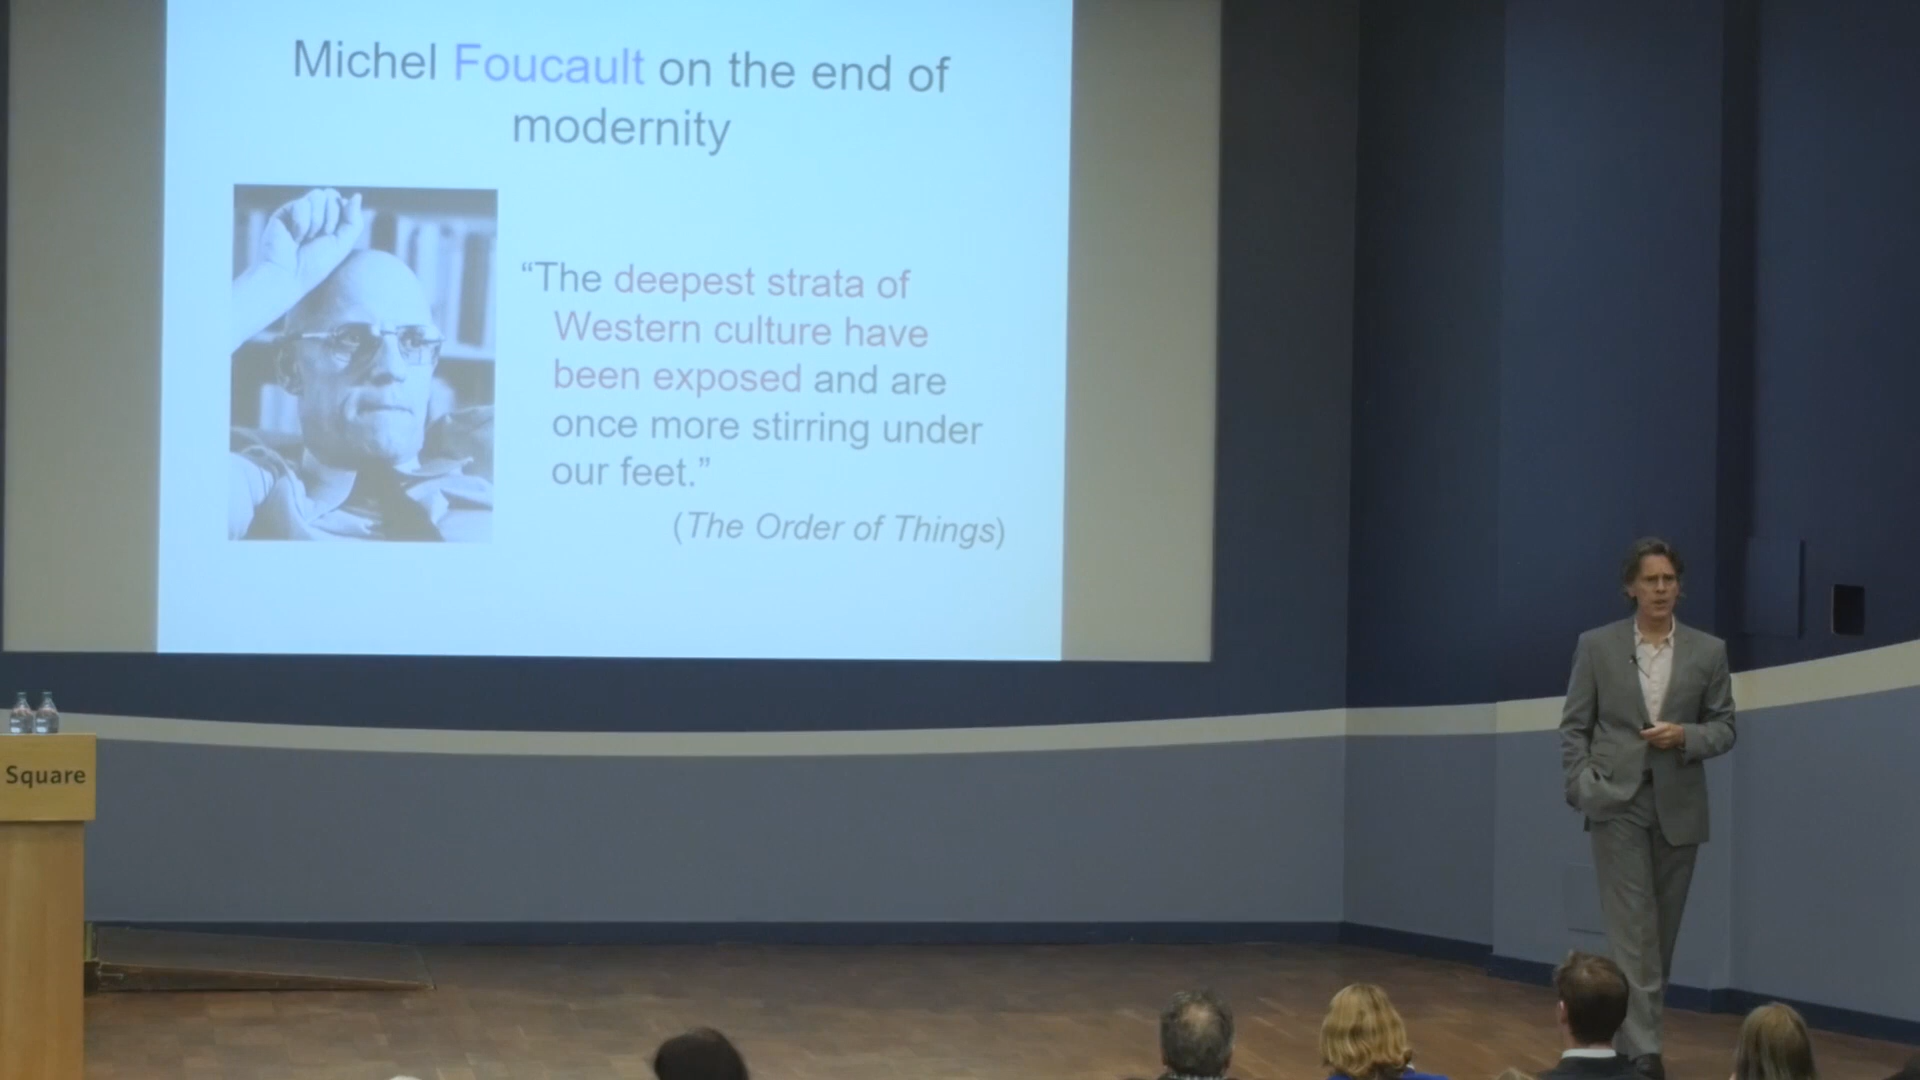 Michel Foucault on the end of
modernity
“The deepest strata of
Western culture have
been exposed and are
once more stirring under
our feet.”
(The Order of Things)
Square